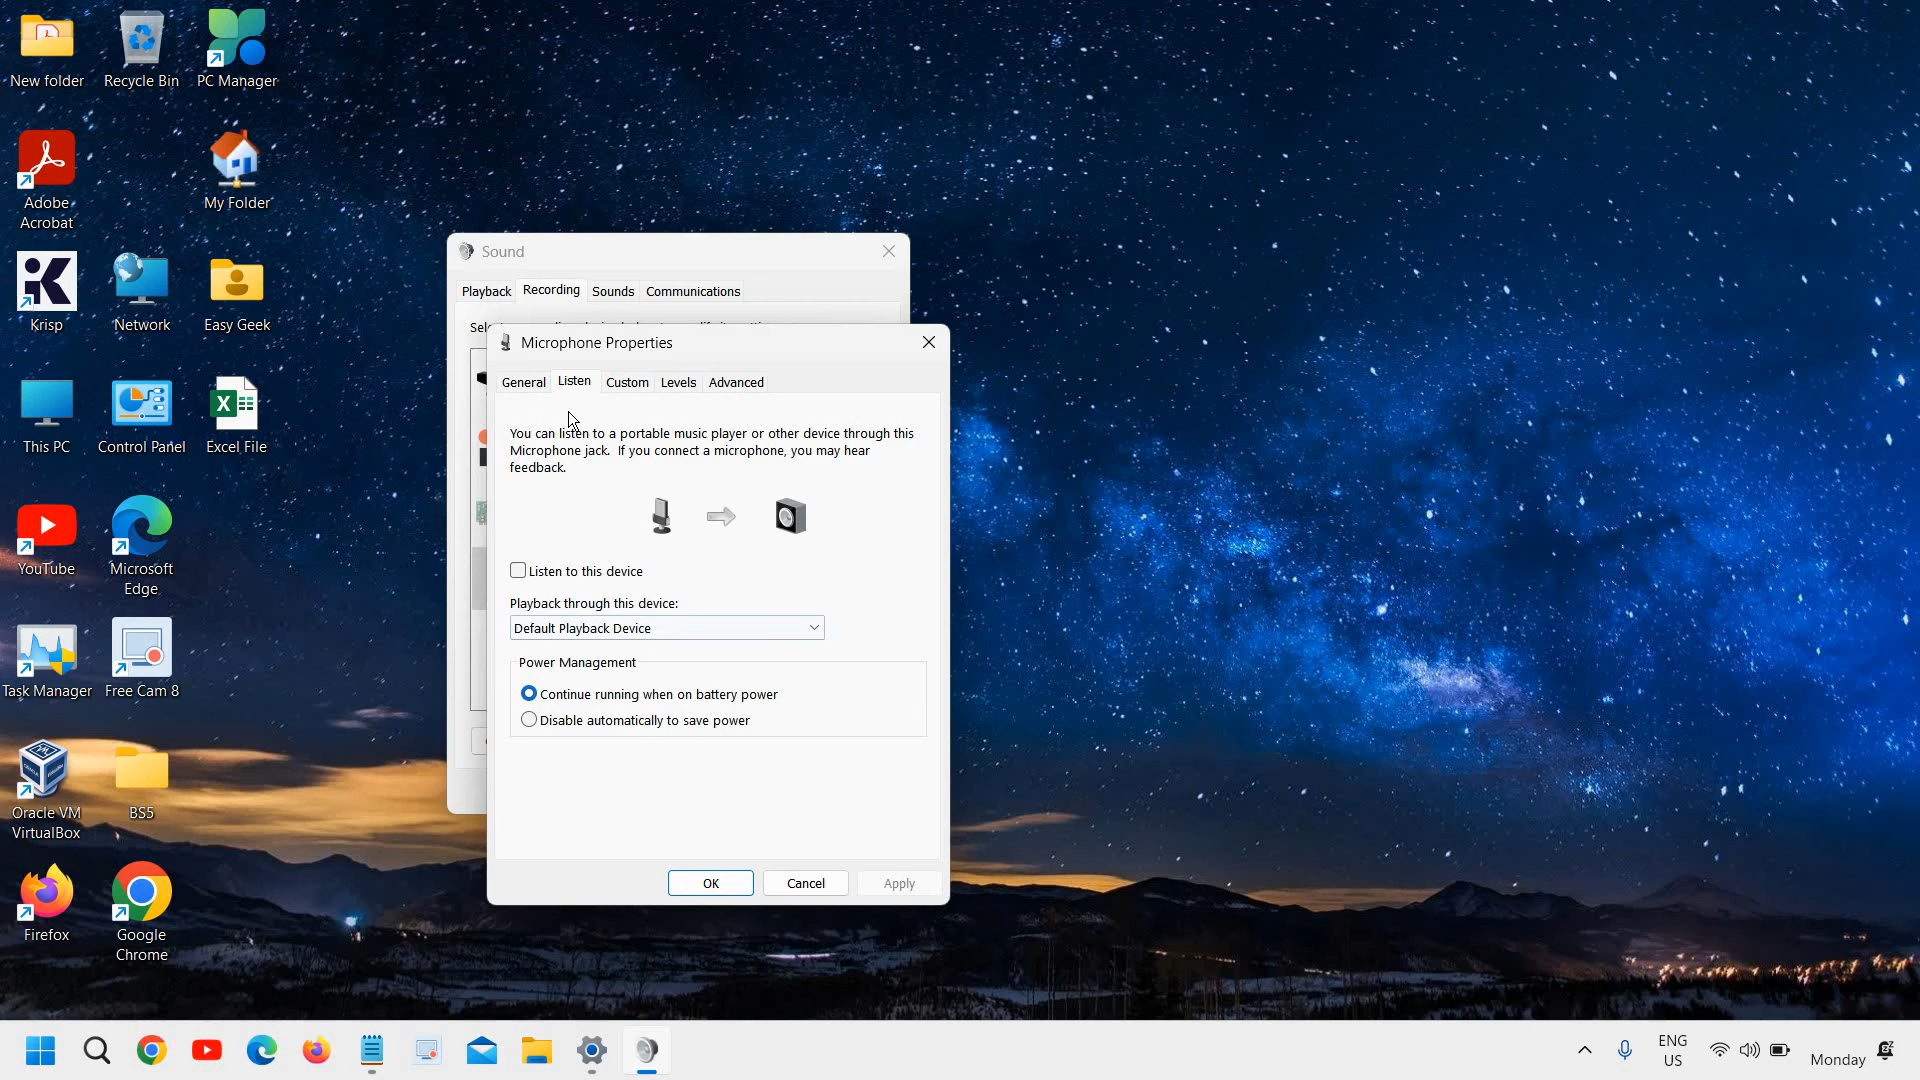 New folder
Recycle Bin
PC Manager
Adobe
Acrobat
My Folder
Krisp
Network
Easy Geek
This PC
Control Panel
Excel File
YouTube
Microsoft
Edge
Task Manager
Free Cam 8
Oracle VM
VirtualBox
BS5
Firefox
Google
Chrome
Sound
Playback
Recording
Sounds
Communications
Microphone Properties
General
Listen
Custom
Levels
Advanced
You can listen to a portable music player or other device through this
Microphone jack. If you connect a microphone, you may hear
feedback.
Listen to this device
Playback through this device:
Default Playback Device
Power Management
Continue running when on battery power
Disable automatically to save power
OK
Cancel
Apply
ENG
US
Monday